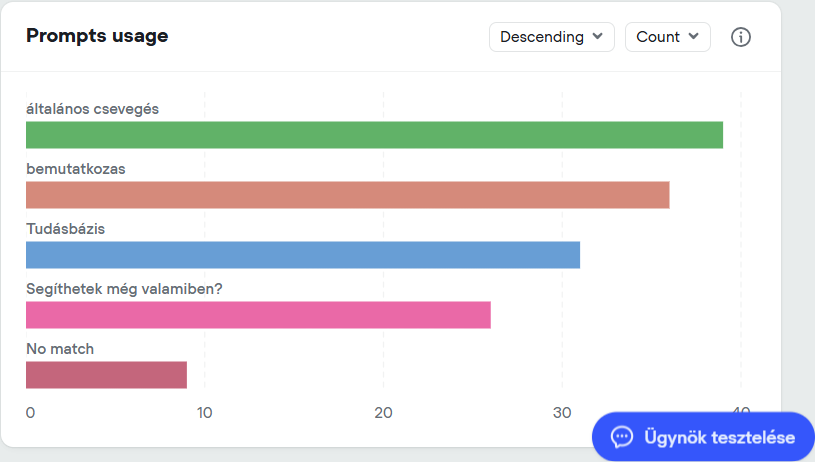 Prompts usage
Descending
Count
általános csevegés
bemutatkozas
Tudásbázis
Segíthetek még valamiben?
No match
0 10 20 30 40
Ügynök tesztelése